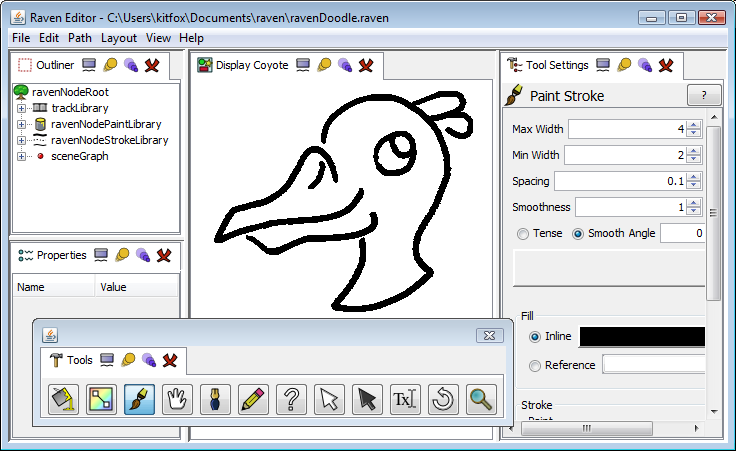 Raven Editor - C:\Users\kitfox\Documents\raven\ravenDoodle.raven
File Edit Path Layout View Help
Outliner
ravenNodeRoot
trackLibrary
ravenNodePaintLibrary
ravenNodeStrokeLibrary
sceneGraph
Properties
Name Value
Display Coyote
Tool Settings
Paint Stroke ?
Max Width 4
Min Width 2
Spacing 0.1
Smoothness 1
Tense Smooth Angle 0
Fill
Inline
Reference
Stroke
Paint
Tools
? Tx